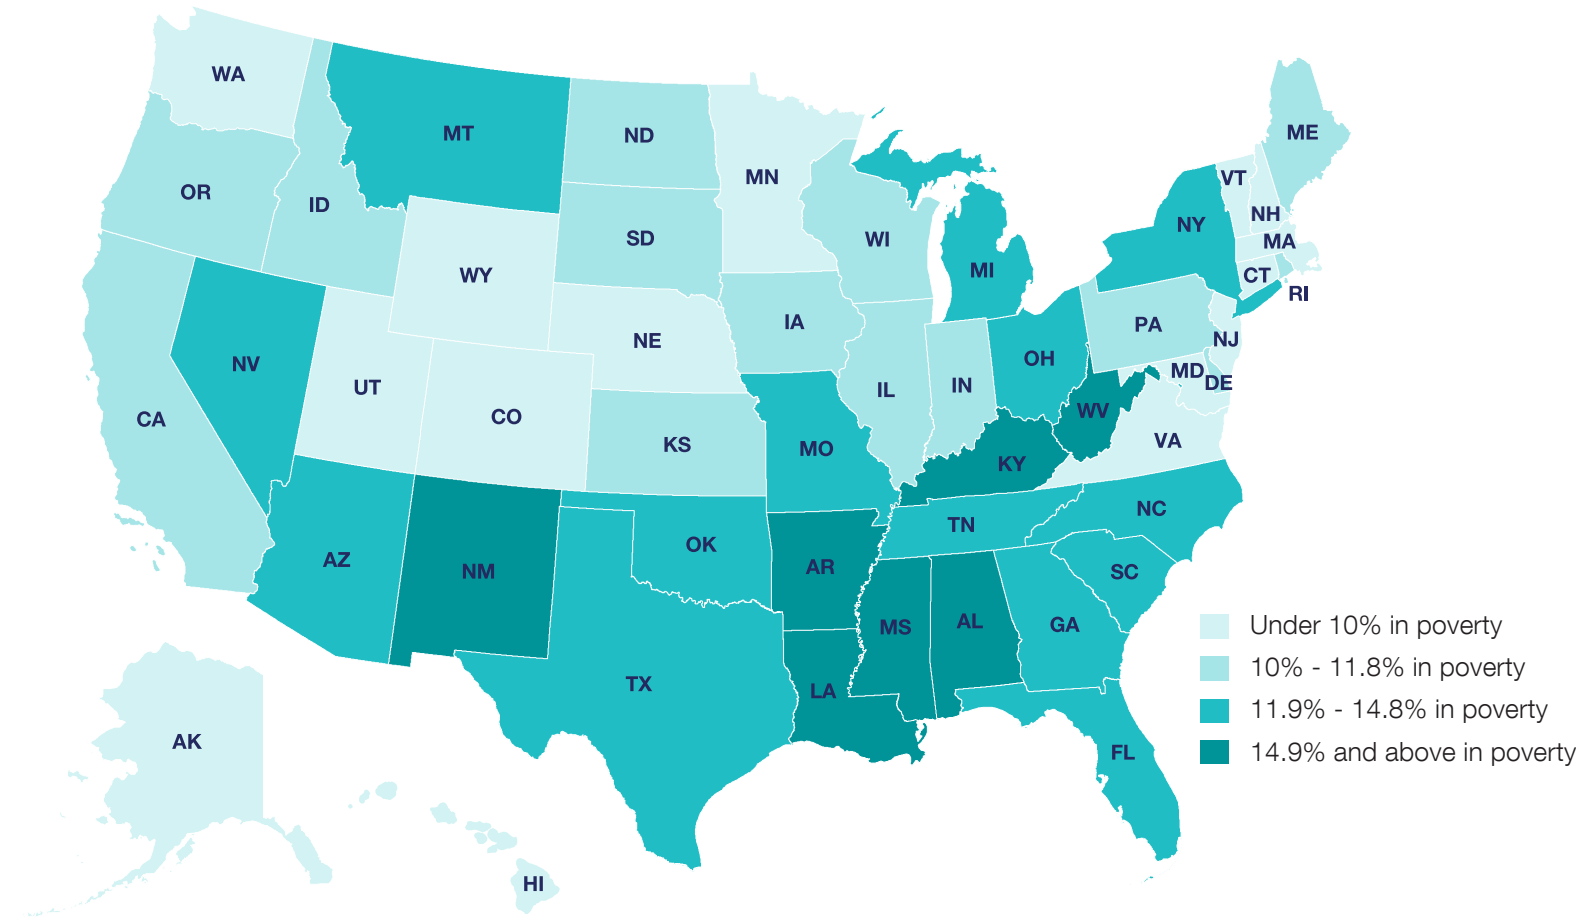 WA
MT
ND
MN
ME
OR
ID
SD
WI
MI
NY
VT
NH
MA
CT
RI
WY
NE
IA
PA
NJ
NV
UT
CO
IL
IN
OH
MD
DE
CA
KS
MO
WV
VA
KY
AZ
NM
OK
AR
TN
NC
MS
AL
GA
SC
TX
LA
FL
AK
HI
Under 10% in poverty
10% - 11.8% in poverty
11.9% - 14.8% in poverty
14.9% and above in poverty